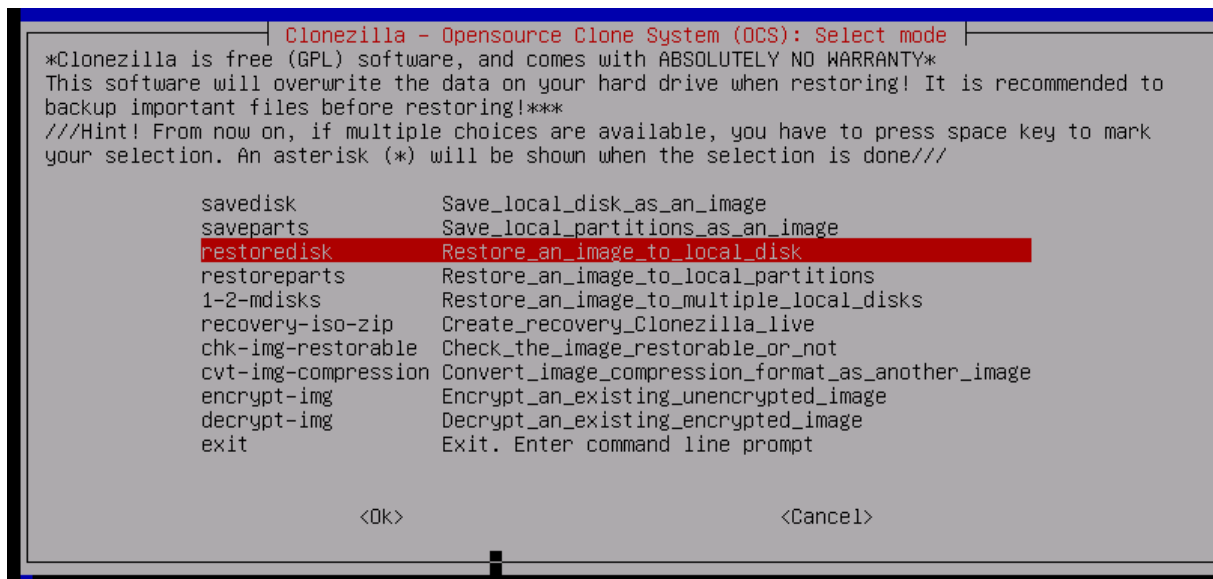 Clonezilla - Opensource Clone System (OCS): Select mode
*Clonezilla is free (GPL) software, and comes with ABSOLUTELY NO WARRANTY*
This software will overwrite the data on your hard drive when restoring! It is recommended to
backup important files before restoring!***
///Hint! From now on, if multiple choices are available, you have to press space key to mark
your selection. An asterisk (*) will be shown when the selection is done///
savedisk Save_local_disk_as_an_image
saveparts Save_local_partitions_as_an_image
restoredisk Restore_an_image_to_local_disk
restoreparts Restore_an_image_to_local_partitions
1-2-mdisks Restore_an_image_to_multiple_local_disks
recovery-iso-zip Create_recovery_Clonezilla_live
chk-img-restorable Check_the_image_restorable_or_not
cvt-img-compression Convert_image_compression_format_as_another_image
encrypt-img Encrypt_an_existing_unencrypted_image
decrypt-img Decrypt_an_existing_encrypted_image
exit Exit. Enter command line prompt
<Ok> <Cancel>